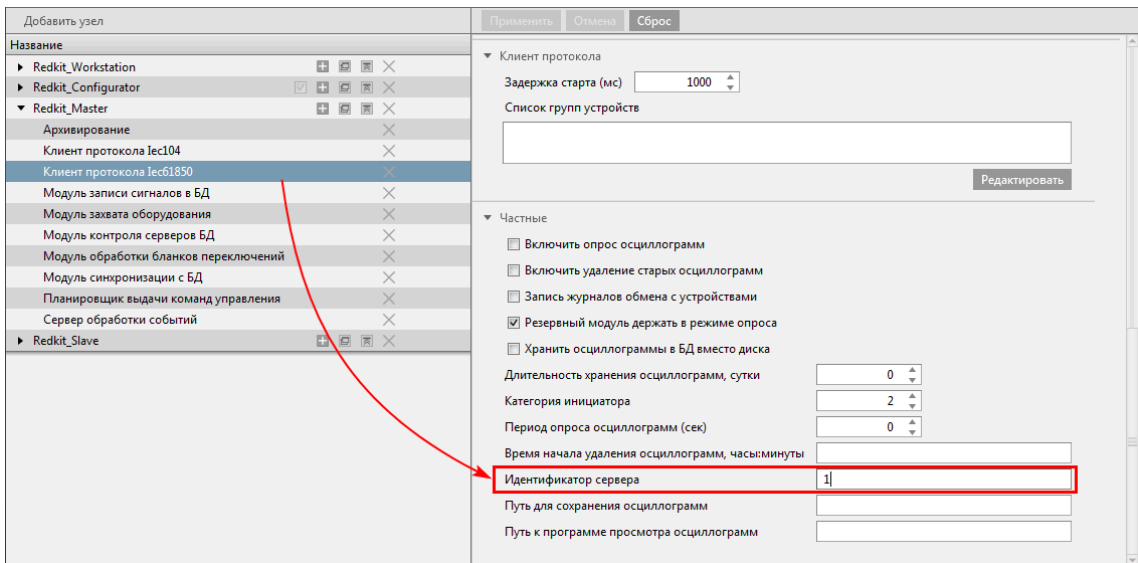 Добавить узел
Название
Redkit_Workstation
Redkit_Configurator
Redkit_Master
Архивирование
Клиент протокола Iec104
Клиент протокола Iec61850
Модуль записи сигналов в БД
Модуль захвата оборудования
Модуль контроля серверов БД
Модуль обработки бланков переключений
Модуль синхронизации с БД
Планировщик выдачи команд управления
Сервер обработки событий
Redkit_Slave
Применить Отмена Сброс
Клиент протокола
Задержка старта (мс) 1000
Список групп устройств
Редактировать
Частные
Включить опрос осциллограмм
Включить удаление старых осциллограмм
Запись журналов обмена с устройствами
Резервный модуль держать в режиме опроса
Хранить осциллограммы в БД вместо диска
Длительность хранения осциллограмм, сутки 0
Категория инициатора 2
Период опроса осциллограмм (сек) 0
Время начала удаления осциллограмм, часы:минуты
Идентификатор сервера 1
Путь для сохранения осциллограмм
Путь к программе просмотра осциллограмм